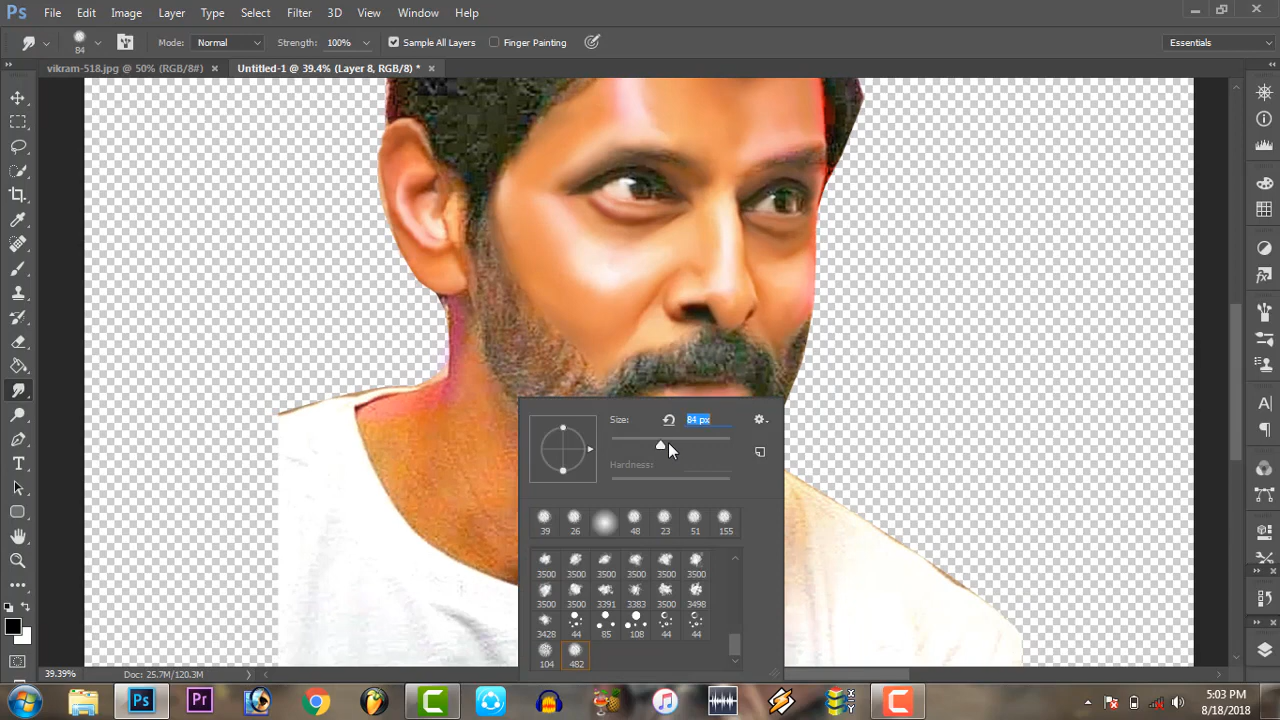 Ps File Edit Image Layer Type Select Filter 3D View Window Help
84 Mode: Normal Strength: 100% Sample All Layers Finger Painting Essentials
vikram-518.jpg @ 50% (RGB/8#) × Untitled-1 @ 39.4% (Layer 8, RGB/8) * ×
Size: 84 px
Hardness:
39 26 48 23 51 155
3500 3500 3500 3500 3500 3500
3500 3500 3391 3383 3500 3498
3428 44 85 108 44 44
104 482
39.39% Doc: 25.7M/120.3M
Ps Pr
5:03 PM
8/18/2018